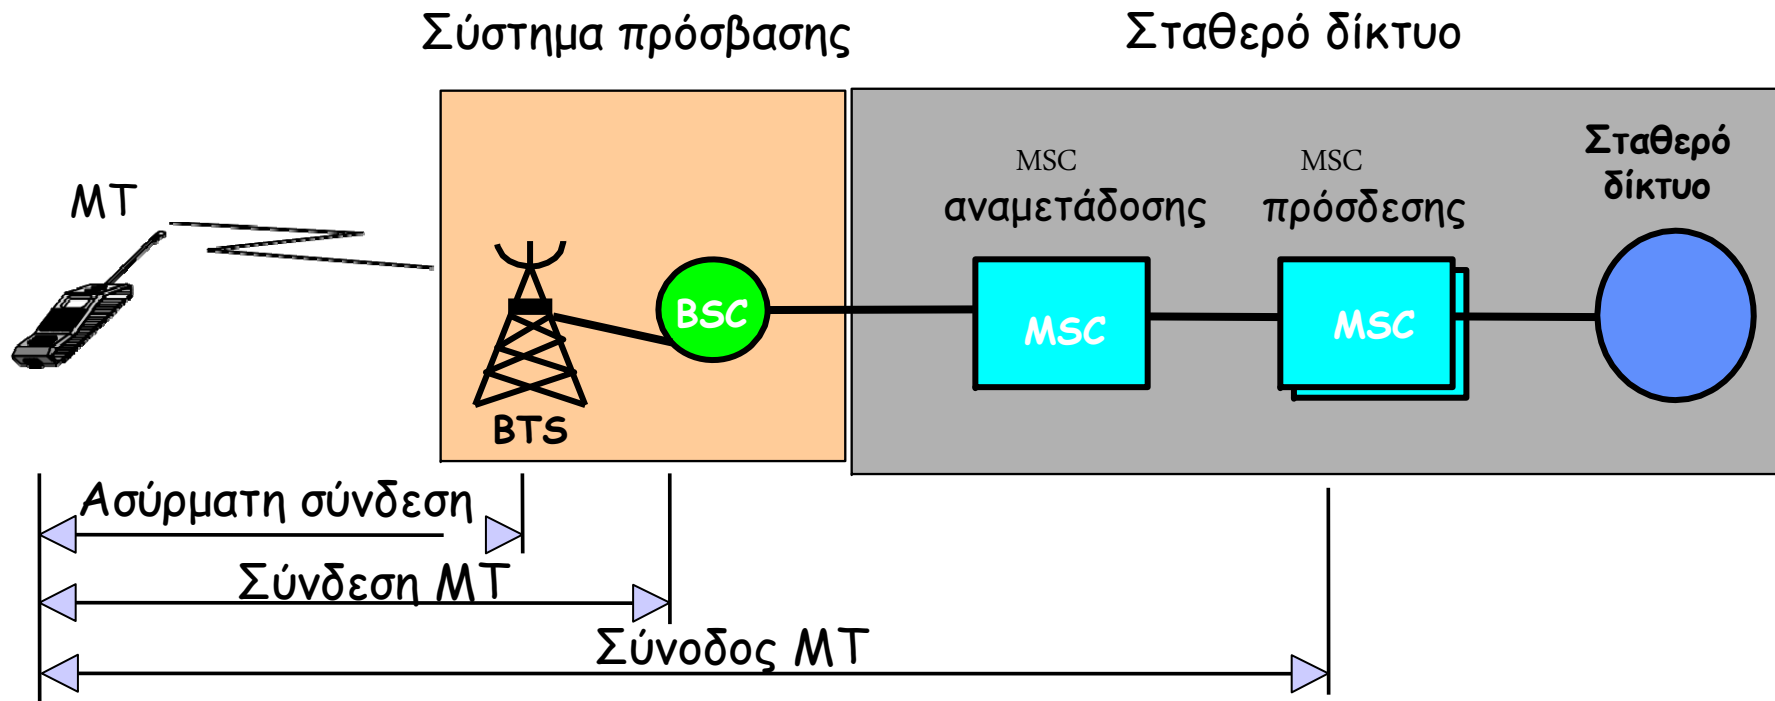 Σύστημα πρόσβασης
Σταθερό δίκτυο
MT
MSC
αναμετάδοσης
MSC
πρόσδεσης
Σταθερό
δίκτυο
BSC
MSC
MSC
BTS
Ασύρματη σύνδεση
Σύνδεση MT
Σύνοδος MT